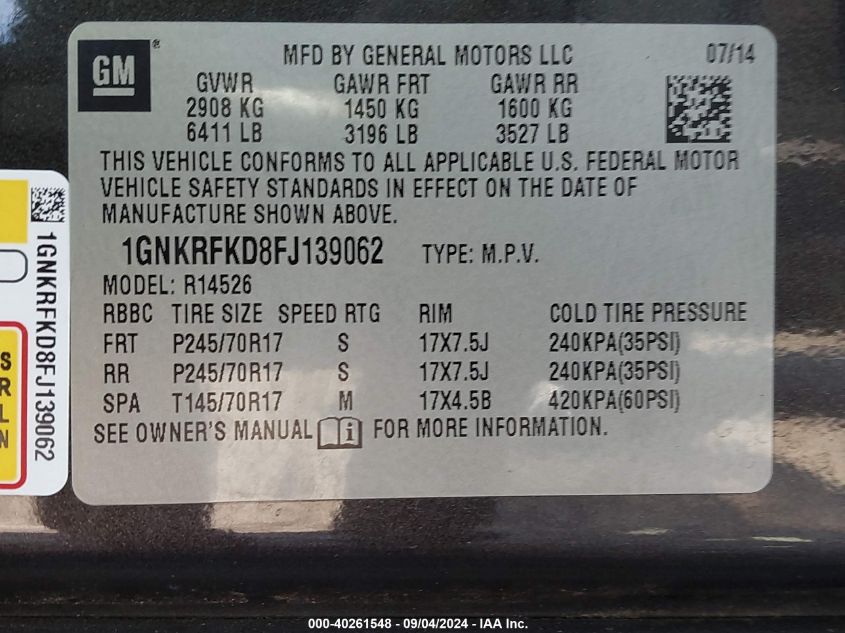 GM®
MFD BY GENERAL MOTORS LLC 07/14
GVWR GAWR FRT GAWR RR
2908 KG 1450 KG 1600 KG
6411 LB 3196 LB 3527 LB
THIS VEHICLE CONFORMS TO ALL APPLICABLE U.S. FEDERAL MOTOR
VEHICLE SAFETY STANDARDS IN EFFECT ON THE DATE OF
MANUFACTURE SHOWN ABOVE.
1GNKRFKD8FJ139062 TYPE: M.P.V.
MODEL: R14526
RBBC TIRE SIZE SPEED RTG RIM COLD TIRE PRESSURE
FRT P245/70R17 S 17X7.5J 240KPA(35PSI)
RR P245/70R17 S 17X7.5J 240KPA(35PSI)
SPA T145/70R17 M 17X4.5B 420KPA(60PSI)
SEE OWNER'S MANUAL i FOR MORE INFORMATION.
1GNKRFKD8FJ139062
S
R
L
N
000-40261548 - 09/04/2024 - IAA Inc.